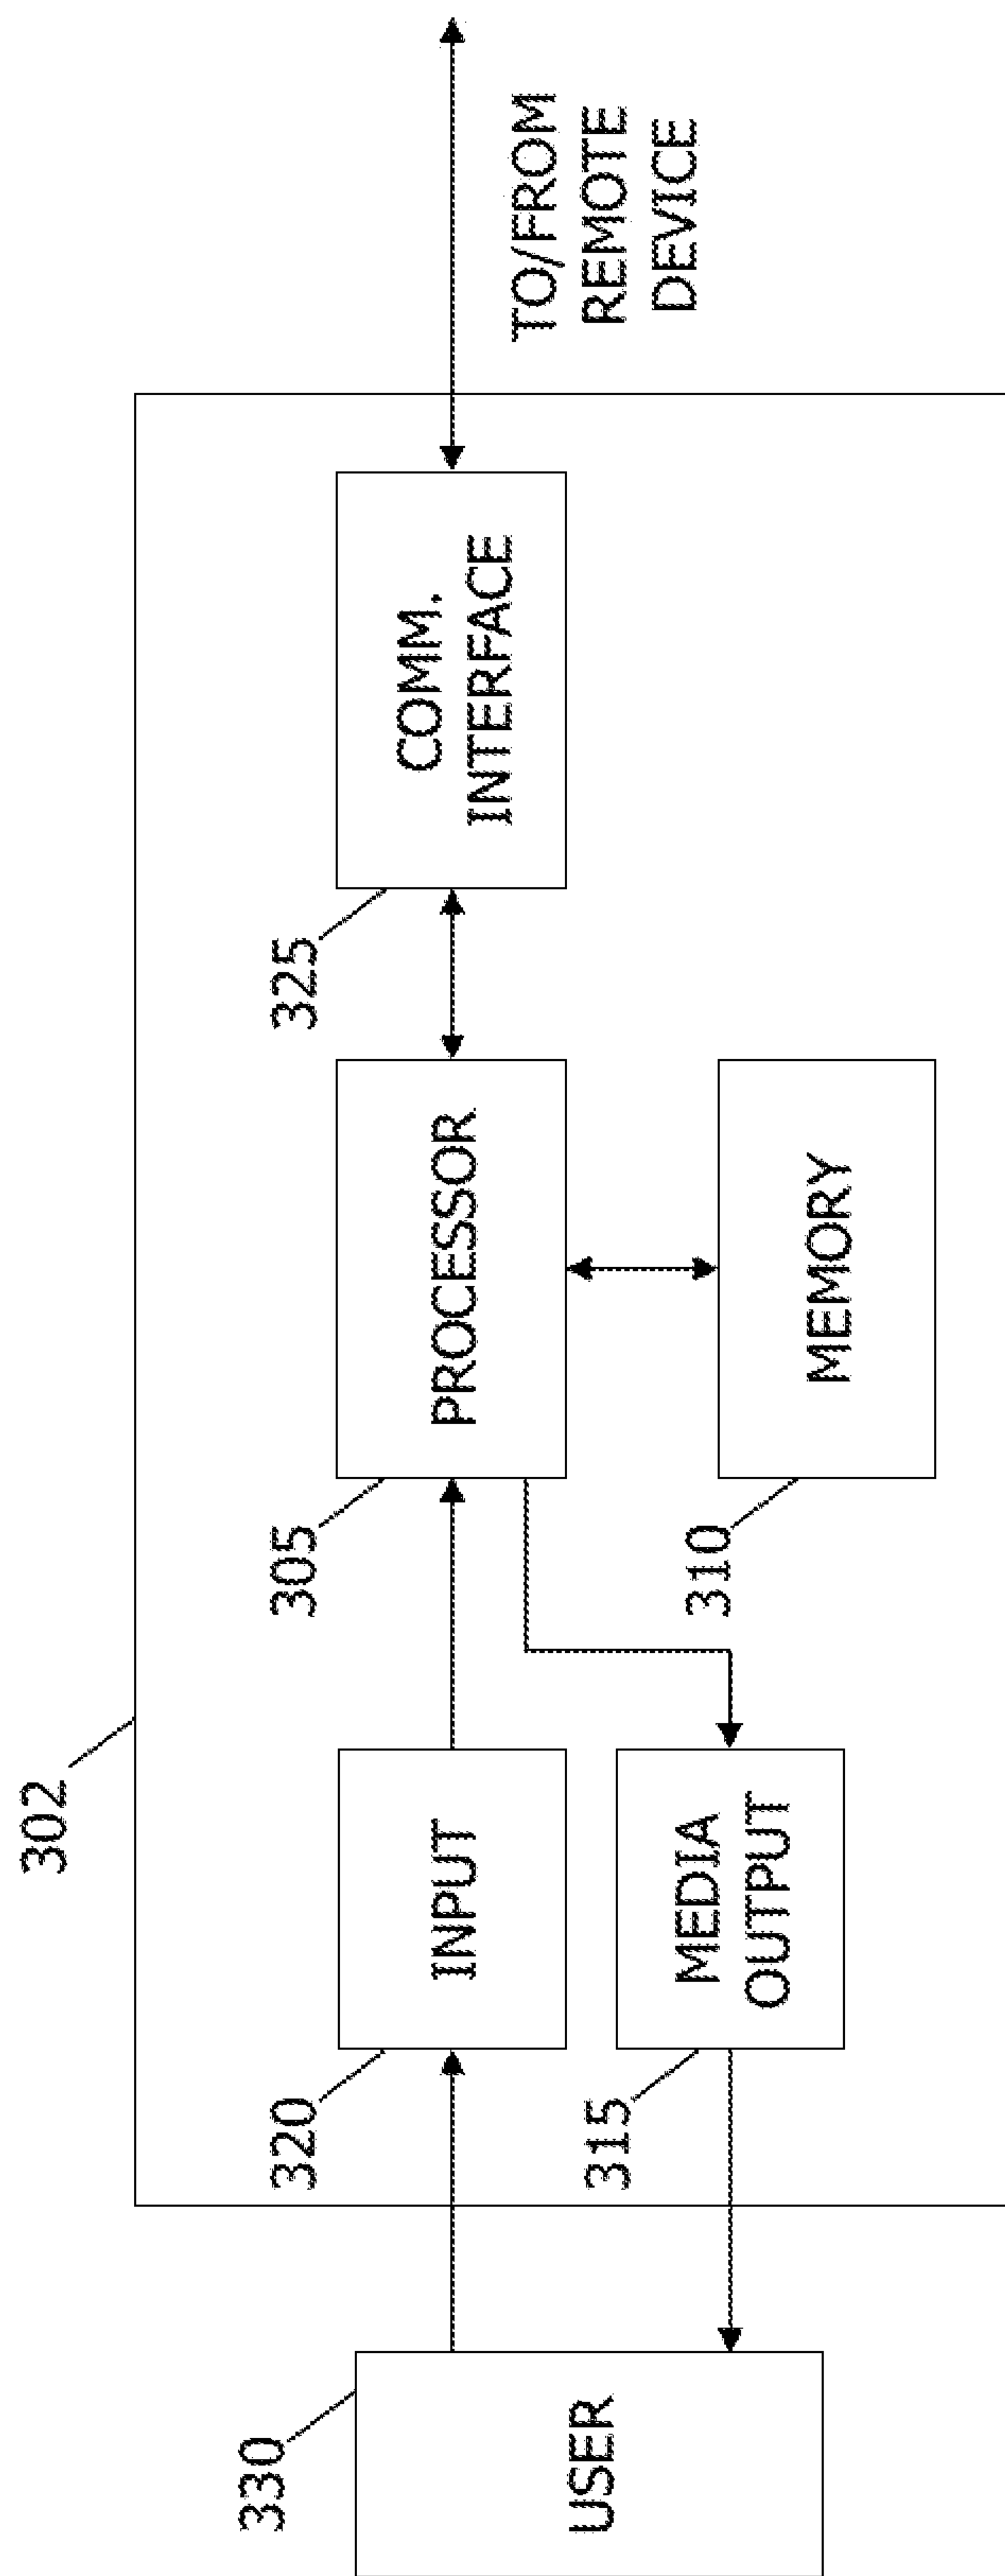 302
330
USER
320
INPUT
315
MEDIA
OUTPUT
305
PROCESSOR
310
MEMORY
325
COMM.
INTERFACE
TO/FROM
REMOTE
DEVICE